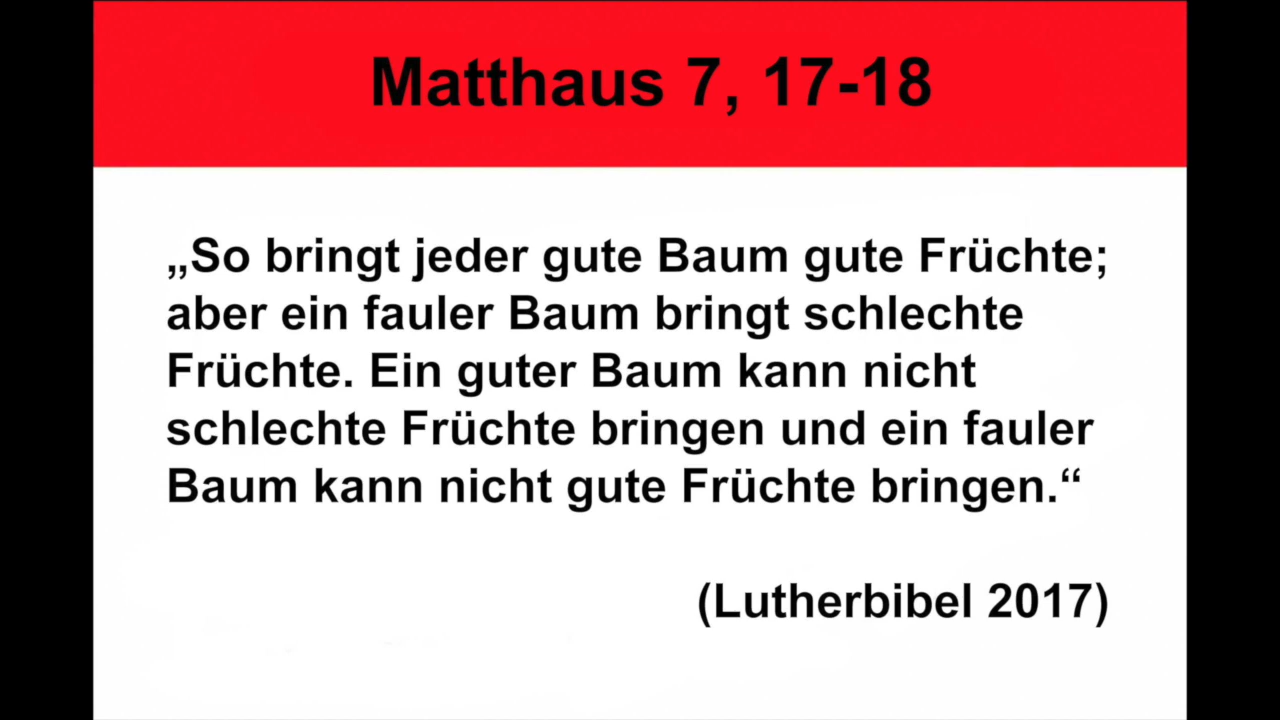 Matthaus 7, 17-18
„So bringt jeder gute Baum gute Früchte;
aber ein fauler Baum bringt schlechte
Früchte. Ein guter Baum kann nicht
schlechte Früchte bringen und ein fauler
Baum kann nicht gute Früchte bringen.“
(Lutherbibel 2017)